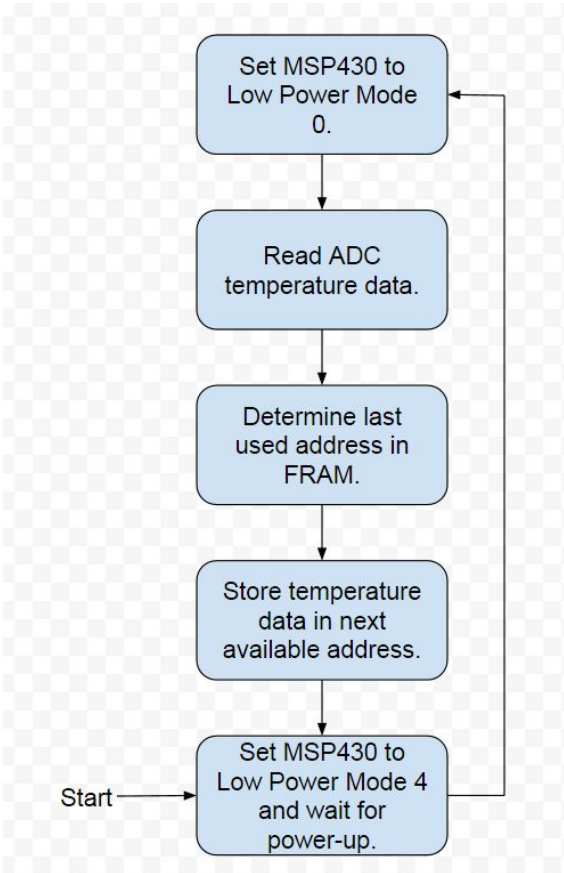 Set MSP430 to
Low Power Mode
0.
Read ADC
temperature data.
Determine last
used address in
FRAM.
Store temperature
data in next
available address.
Start
Set MSP430 to
Low Power Mode 4
and wait for
power-up.